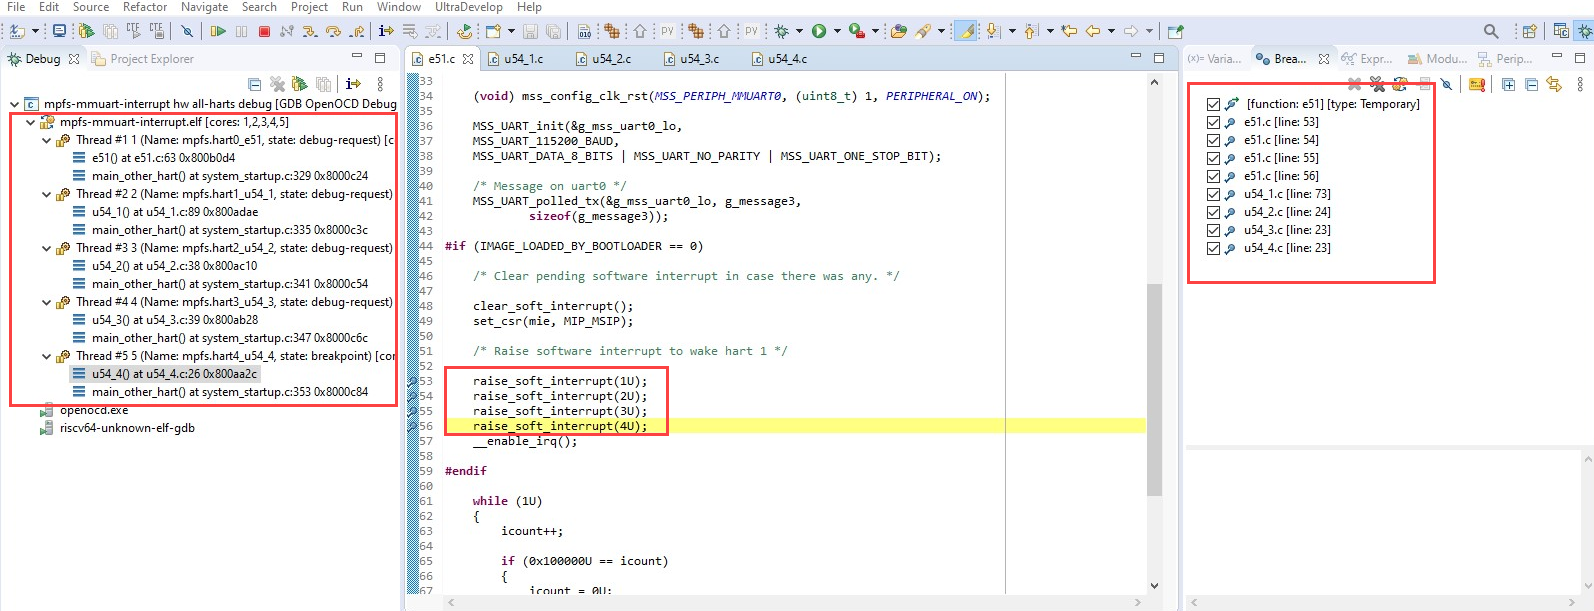 File Edit Source Refactor Navigate Search Project Run Window UltraDevelop Help
Debug
Project Explorer
mpfs-mmuart-interrupt hw all-harts debug [GDB OpenOCD Debug
mpfs-mmuart-interrupt.elf [cores: 1,2,3,4,5]
Thread #1 1 (Name: mpfs.hart0_e51, state: debug-request) [c
e51() at e51.c:63 0x800b0d4
main_other_hart() at system_startup.c:329 0x8000c24
Thread #2 2 (Name: mpfs.hart1_u54_1, state: debug-request)
u54_1() at u54_1.c:89 0x800adae
main_other_hart() at system_startup.c:335 0x8000c3c
Thread #3 3 (Name: mpfs.hart2_u54_2, state: debug-request)
u54_2() at u54_2.c:38 0x800ac10
main_other_hart() at system_startup.c:341 0x8000c54
Thread #4 4 (Name: mpfs.hart3_u54_3, state: debug-request)
u54_3() at u54_3.c:39 0x800ab28
main_other_hart() at system_startup.c:347 0x8000c6c
Thread #5 5 (Name: mpfs.hart4_u54_4, state: breakpoint) [cor
u54_4() at u54_4.c:26 0x800aa2c
main_other_hart() at system_startup.c:353 0x8000c84
openocd.exe
riscv64-unknown-elf-gdb
e51.c u54_1.c u54_2.c u54_3.c u54_4.c
33
34 (void) mss_config_clk_rst(MSS_PERIPH_MMUART0, (uint8_t) 1, PERIPHERAL_ON);
35
36 MSS_UART_init(&g_mss_uart0_lo,
37 MSS_UART_115200_BAUD,
38 MSS_UART_DATA_8_BITS | MSS_UART_NO_PARITY | MSS_UART_ONE_STOP_BIT);
39
40 /* Message on uart0 */
41 MSS_UART_polled_tx(&g_mss_uart0_lo, g_message3,
42 sizeof(g_message3));
43
44 #if (IMAGE_LOADED_BY_BOOTLOADER == 0)
45
46 /* Clear pending software interrupt in case there was any. */
47
48 clear_soft_interrupt();
49 set_csr(mie, MIP_MSIP);
50
51 /* Raise software interrupt to wake hart 1 */
52
53 raise_soft_interrupt(1U);
54 raise_soft_interrupt(2U);
55 raise_soft_interrupt(3U);
56 raise_soft_interrupt(4U);
57 __enable_irq();
58
59 #endif
60
61 while (1U)
62 {
63 icount++;
64
65 if (0x100000U == icount)
66 {
67 icount = 0U;
(x)= Varia... Brea... Expr... Modu... Perip...
[function: e51] [type: Temporary]
e51.c [line: 53]
e51.c [line: 54]
e51.c [line: 55]
e51.c [line: 56]
u54_1.c [line: 73]
u54_2.c [line: 24]
u54_3.c [line: 23]
u54_4.c [line: 23]